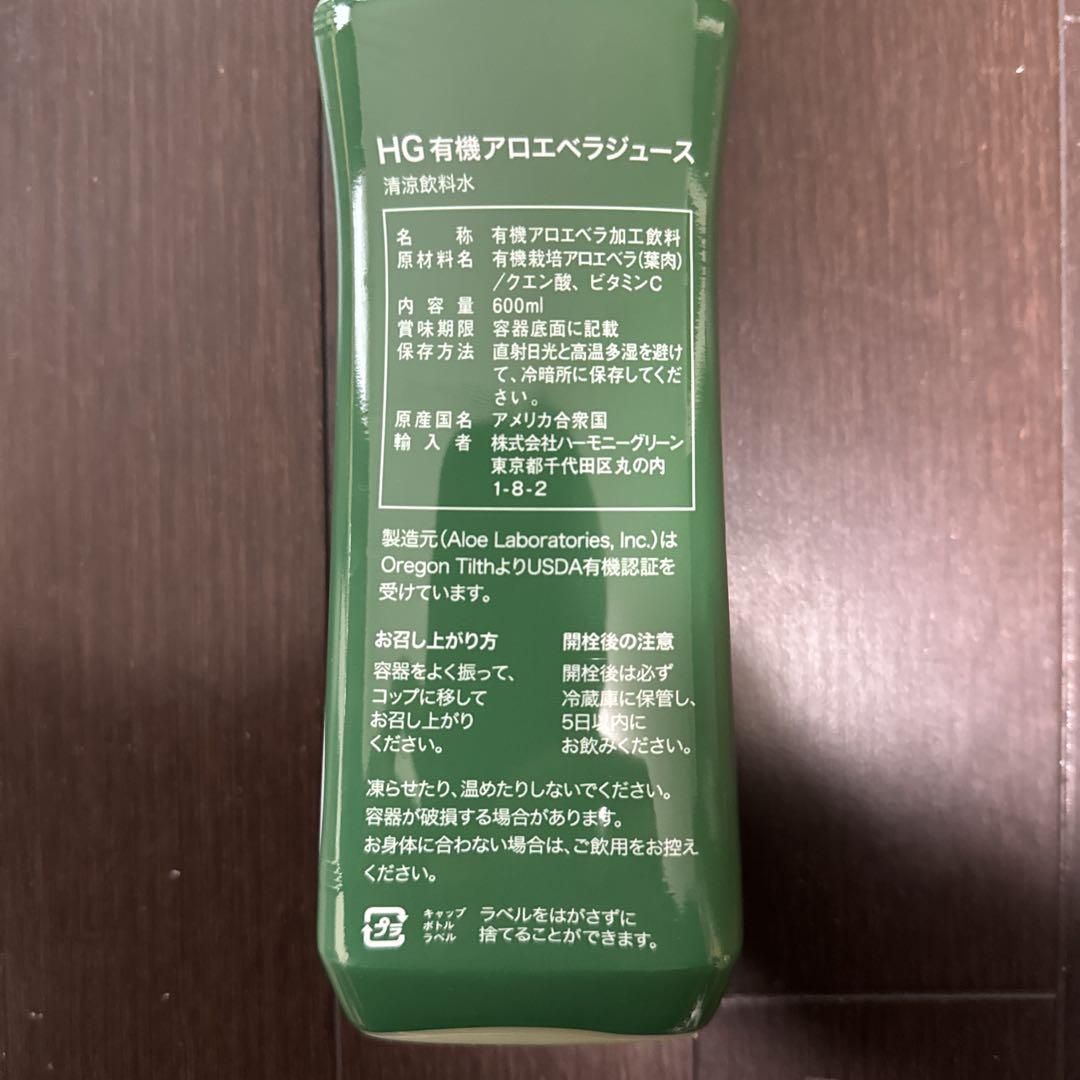 HG 有機アロエベラジュース
清涼飲料水
名称 有機アロエベラ加工飲料
原材料名 有機栽培アロエベラ(葉肉)
/クエン酸、ビタミンC
内容量 600ml
賞味期限 容器底面に記載
保存方法 直射日光と高温多湿を避け
て、冷暗所に保存してくだ
さい。
原産国名 アメリカ合衆国
輸入者 株式会社ハーモニーグリーン
東京都千代田区丸の内
1-8-2
製造元(Aloe Laboratories, Inc.)は
Oregon TilthよりUSDA有機認証を
受けています。
お召し上がり方
容器をよく振って、
コップに移して
お召し上がり
ください。
開栓後の注意
開栓後は必ず
冷蔵庫に保管し、
5日以内に
お飲みください。
凍らせたり、温めたりしないでください。
容器が破損する場合があります。
お身体に合わない場合は、ご飲用をお控え
ください。
プラ
キャップ
ボトル
ラベル
ラベルをはがさずに
捨てることができます。